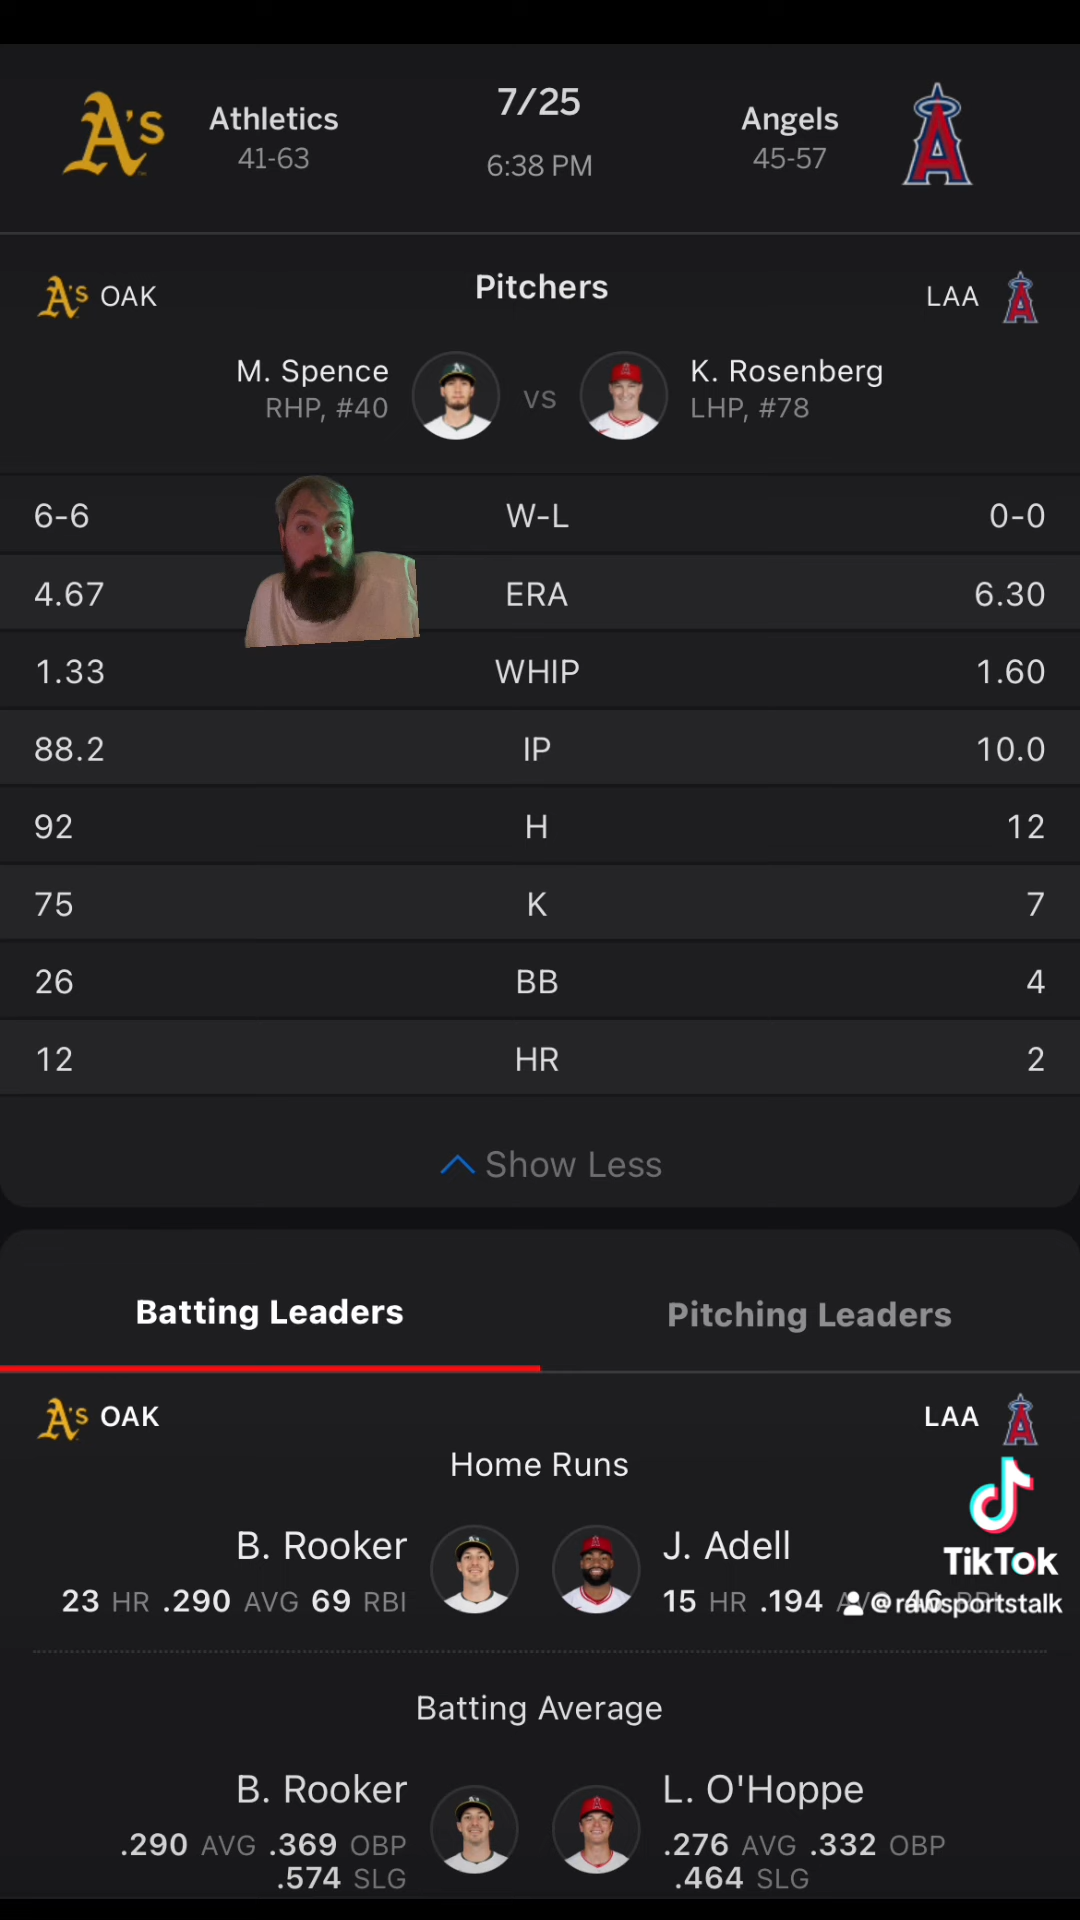 A's Athletics 7/25 Angels A
41-63 6:38 PM 45-57
A's OAK Pitchers LAA A
M. Spence K. Rosenberg
RHP, #40 vs LHP, #78
6-6 W-L 0-0
4.67 ERA 6.30
1.33 WHIP 1.60
88.2 IP 10.0
92 H 12
75 K 7
26 BB 4
12 HR 2
Show Less
Batting Leaders Pitching Leaders
A's OAK LAA A
Home Runs
B. Rooker J. Adell
23 HR .290 AVG 69 RBI 15 HR .194 AVG 46 RBI
TikTok
@rawsportstalk
Batting Average
B. Rooker L. O'Hoppe
.290 AVG .369 OBP .276 AVG .332 OBP
.574 SLG .464 SLG